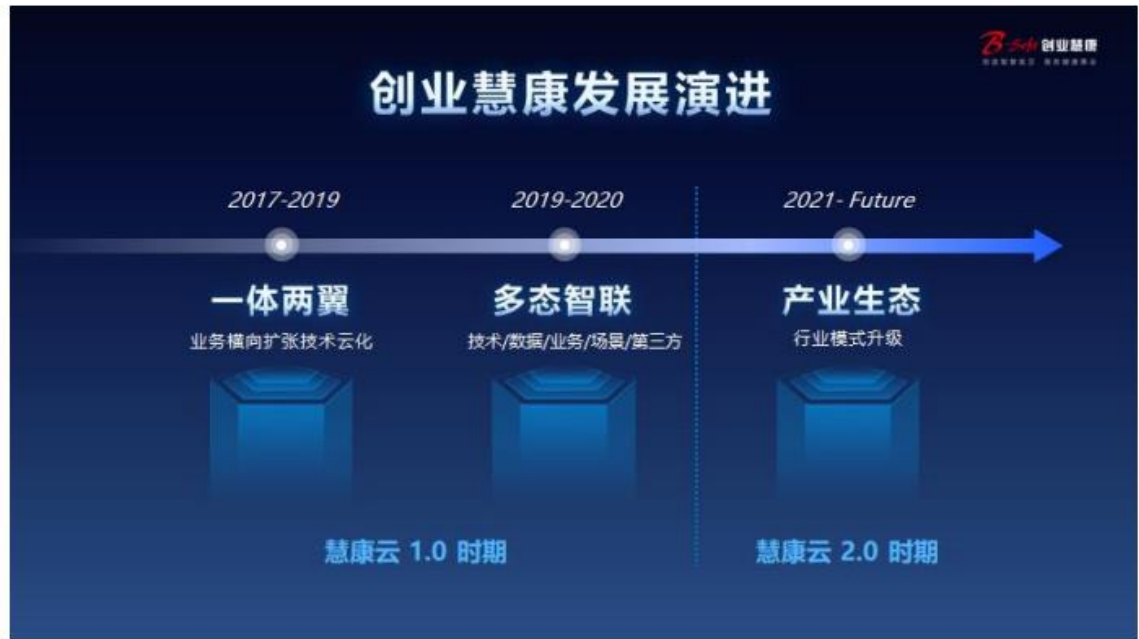 B-Soft 创业慧康
创业慧康发展演进
2017-2019
2019-2020
2021- Future
一体两翼
多态智联
产业生态
业务横向扩张技术云化
技术/数据/业务/场景/第三方
行业模式升级
慧康云 1.0 时期
慧康云 2.0 时期